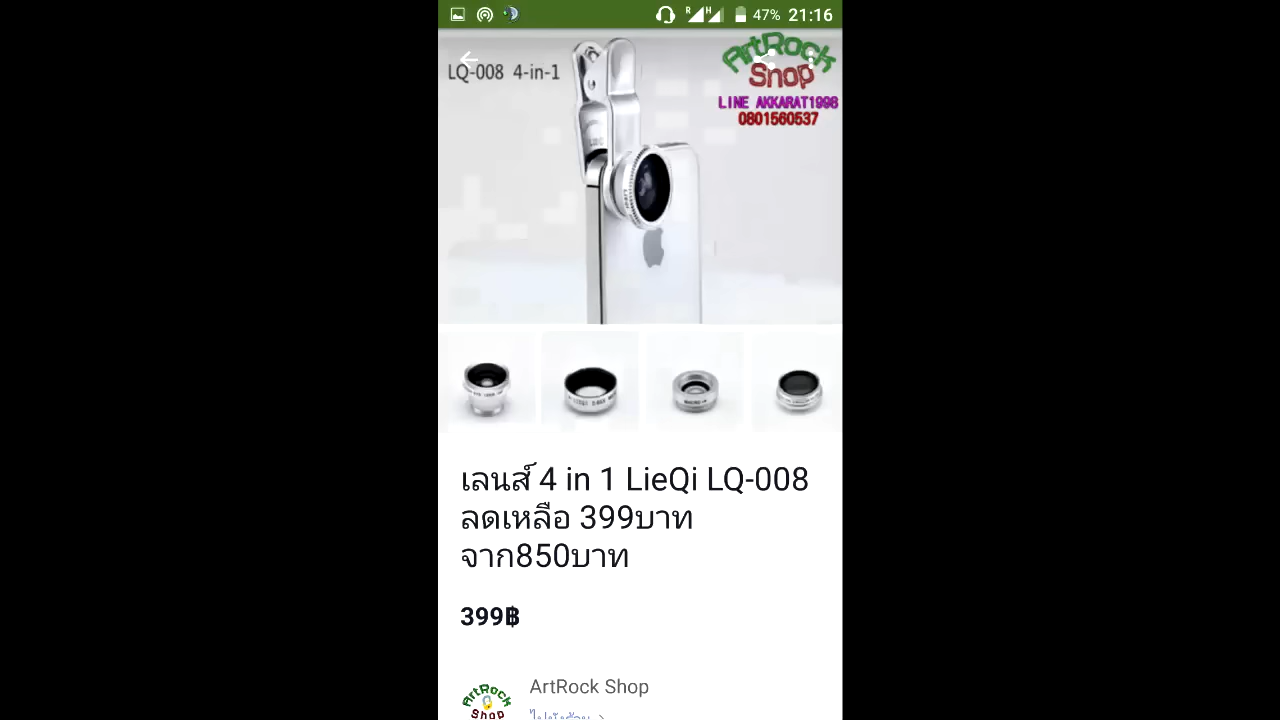 R H 47% 21:16
LQ-008 4-in-1
ArtRock
Shop
LINE AKKARAT1998
0801560537
เลนส์ 4 in 1 LieQi LQ-008
ลดเหลือ 399บาท
จาก850บาท
399฿
ArtRock Shop
ArtRock
Shop